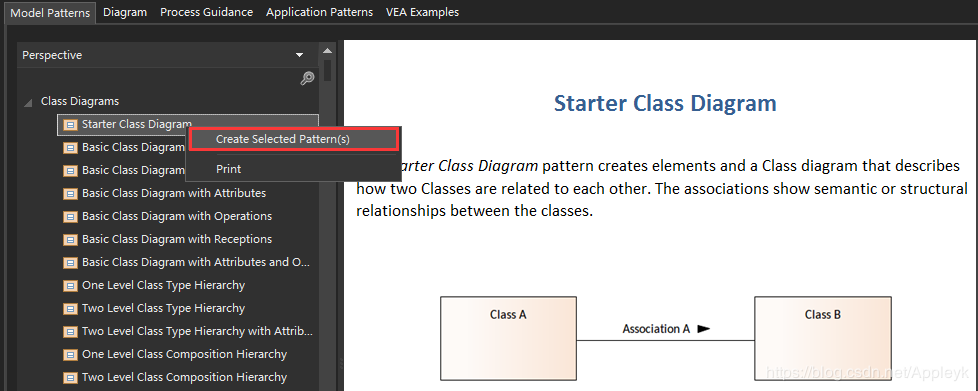 Model Patterns Diagram Process Guidance Application Patterns VEA Examples
Perspective
Class Diagrams
Starter Class Diagram
Basic Class Diagram
Basic Class Diagram
Basic Class Diagram with Attributes
Basic Class Diagram with Operations
Basic Class Diagram with Receptions
Basic Class Diagram with Attributes and O...
One Level Class Type Hierarchy
Two Level Class Type Hierarchy
Two Level Class Type Hierarchy with Attrib...
One Level Class Composition Hierarchy
Two Level Class Composition Hierarchy
Create Selected Pattern(s)
Print
Starter Class Diagram
arter Class Diagram pattern creates elements and a Class diagram that describes
how two Classes are related to each other. The associations show semantic or structural
relationships between the classes.
Class A
Association A
Class B
https://blog.csdn.net/Appleyk